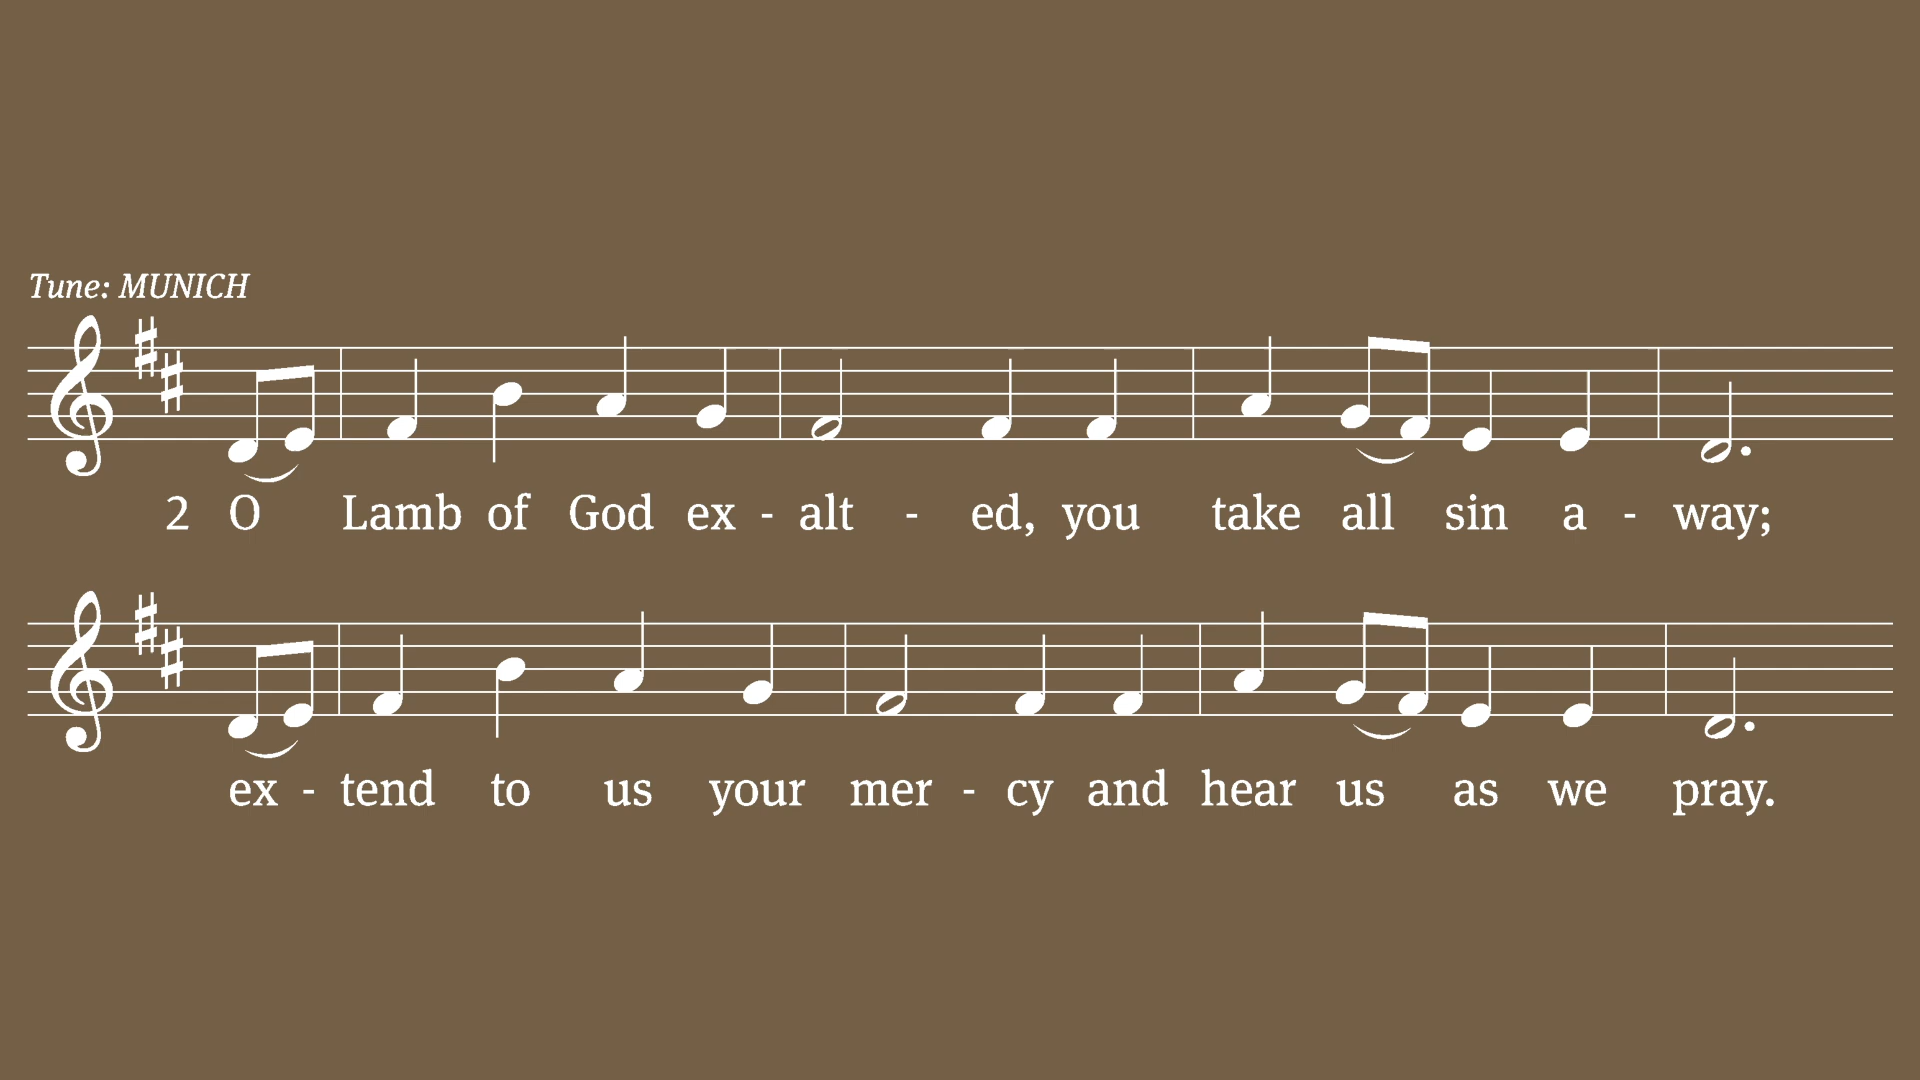 Tune: MUNICH
2 O Lamb of God ex - alt - ed, you take all sin a - way;
ex - tend to us your mer - cy and hear us as we pray.